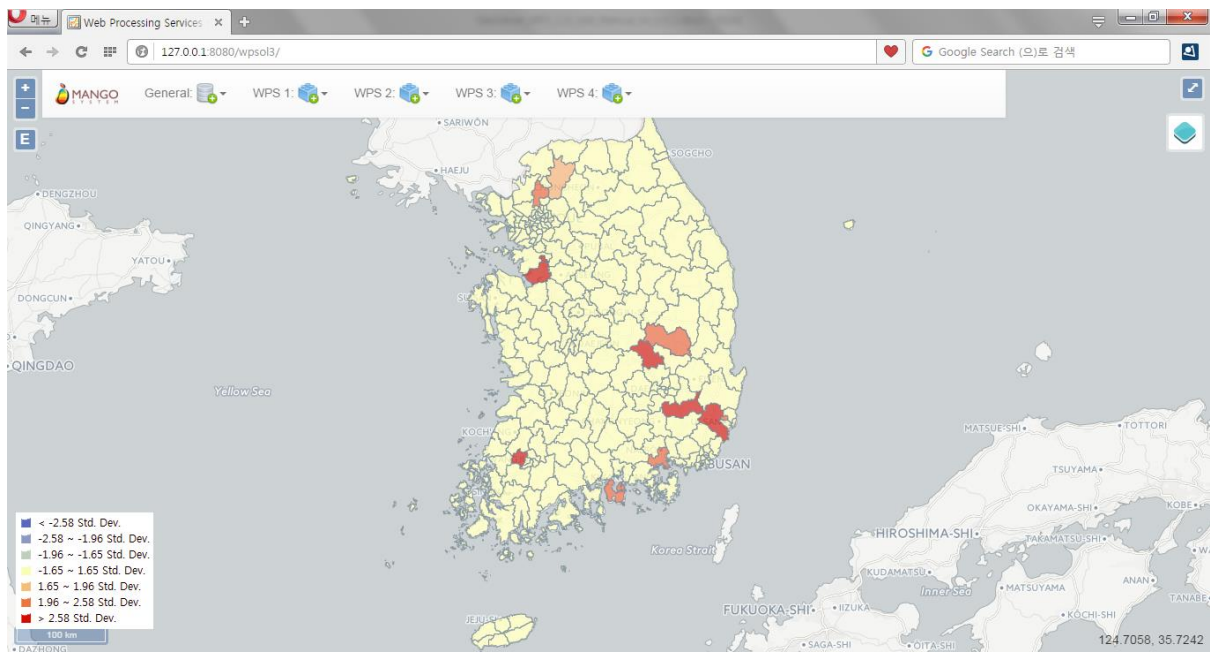 메뉴
Web Processing Services
127.0.0.1:8080/wpsol3/
Google Search (으)로 검색
MANGO
SYSTEM
General:
WPS 1:
WPS 2:
WPS 3:
WPS 4:
E
SARIWŎN
SOGCHO
HAEJU
DENGZHOU
QINGYANG
YATOU
DONGCUN
QINGDAO
Yellow Sea
MATSUE-SHI
TOTTORI
BUSAN
TSUYAMA
OKAYAMA-SHI
KOBE
HIROSHIMA-SHI
TAKAMATSU-SHI
Korea Strait
KUDAMATSU
Inner Sea
MATSUYAMA
ANAN
TANABE
FUKUOKA-SHI
IIZUKA
KOCHI-SHI
SAGA-SHI
OITA-SHI
DAZHONG
< -2.58 Std. Dev.
-2.58 ~ -1.96 Std. Dev.
-1.96 ~ -1.65 Std. Dev.
-1.65 ~ 1.65 Std. Dev.
1.65 ~ 1.96 Std. Dev.
1.96 ~ 2.58 Std. Dev.
> 2.58 Std. Dev.
100 km
124.7058, 35.7242